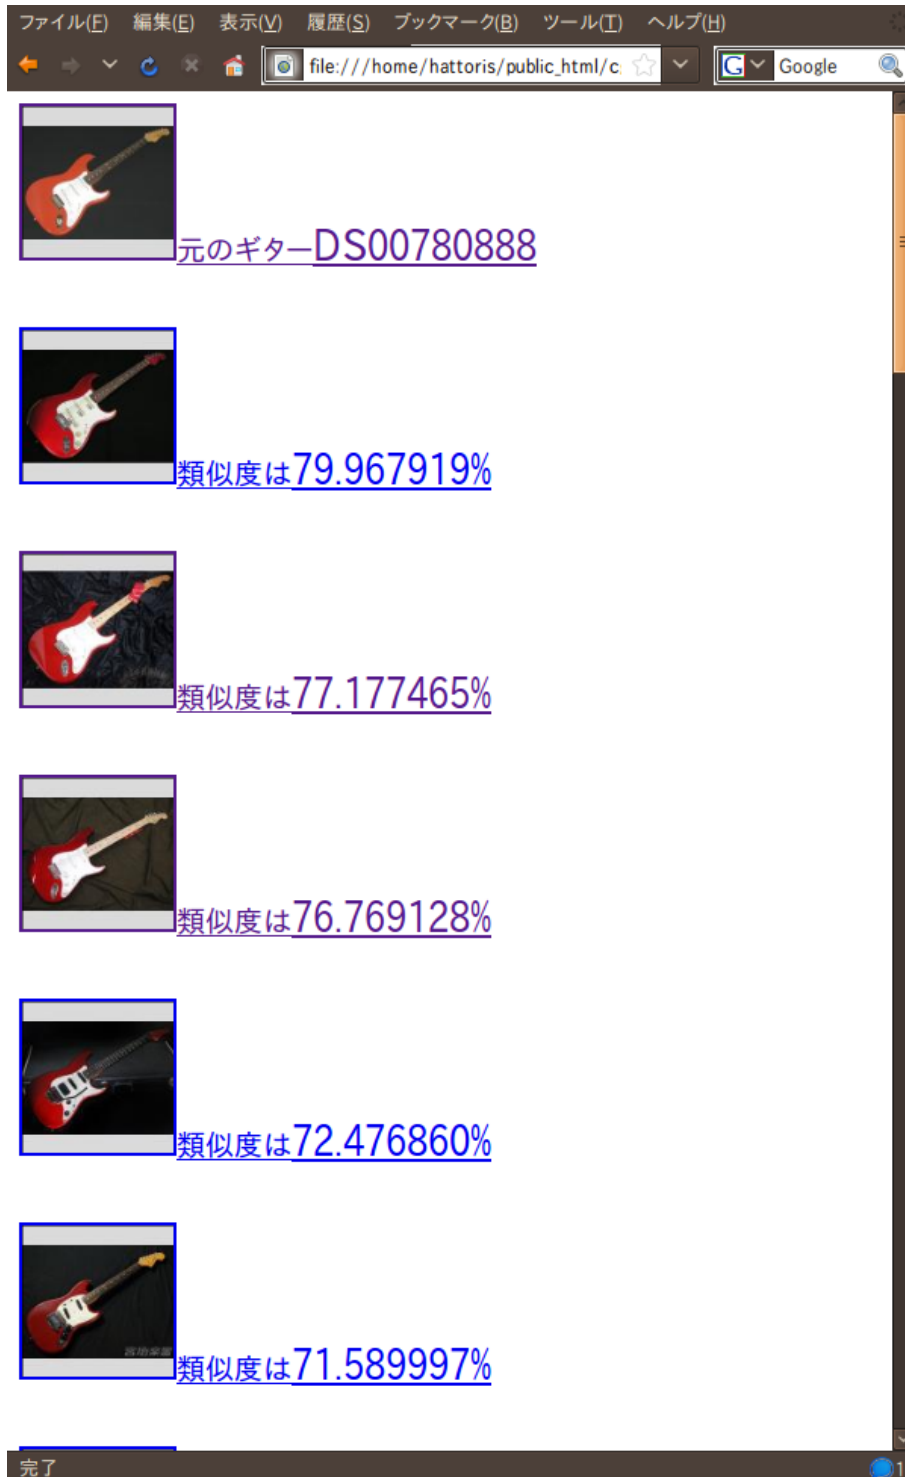 ファイル(F) 編集(E) 表示(V) 履歴(S) ブックマーク(B) ツール(T) ヘルプ(H)
file:///home/hattoris/public_html/c Google
元のギターDS00780888
類似度は79.967919%
類似度は77.177465%
類似度は76.769128%
類似度は72.476860%
類似度は71.589997%
完了 1